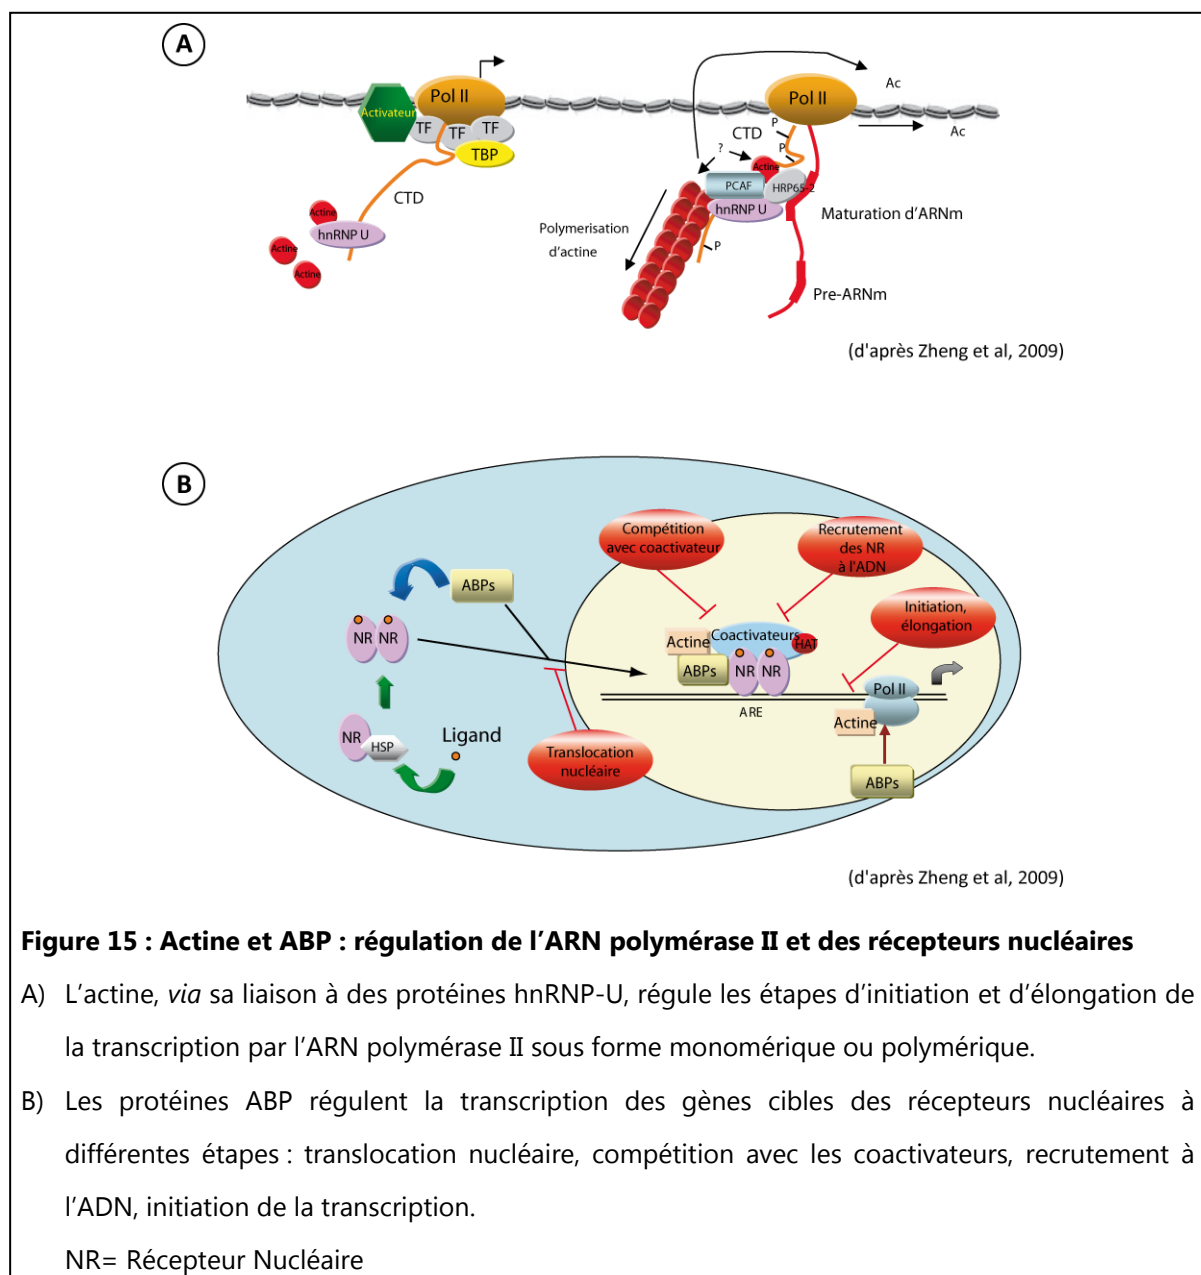 A
Activateur
Pol II
TF
TF
TF
TBP
CTD
Actine
hnRNP U
Actine
Actine
Ac
Pol II
Ac
P
CTD
P
?
Actine
PCAF
HRP65-2
hnRNP U
Maturation d'ARNm
Polymerisation
d'actine
P
Pre-ARNm
(d'après Zheng et al, 2009)
B
Compétition
avec coactivateur
Recrutement
des NR
à l'ADN
ABPs
Initiation,
élongation
NR NR
Actine
Coactivateurs
HAT
ABPs
NR NR
Pol II
ARE
Actine
NR
HSP
Ligand
Translocation
nucléaire
ABPs
(d'après Zheng et al, 2009)
Figure 15 : Actine et ABP : régulation de l'ARN polymérase II et des récepteurs nucléaires
A) L'actine, via sa liaison à des protéines hnRNP-U, régule les étapes d'initiation et d'élongation de
la transcription par l'ARN polymérase II sous forme monomérique ou polymérique.
B) Les protéines ABP régulent la transcription des gènes cibles des récepteurs nucléaires à
différentes étapes : translocation nucléaire, compétition avec les coactivateurs, recrutement à
l'ADN, initiation de la transcription.
NR= Récepteur Nucléaire